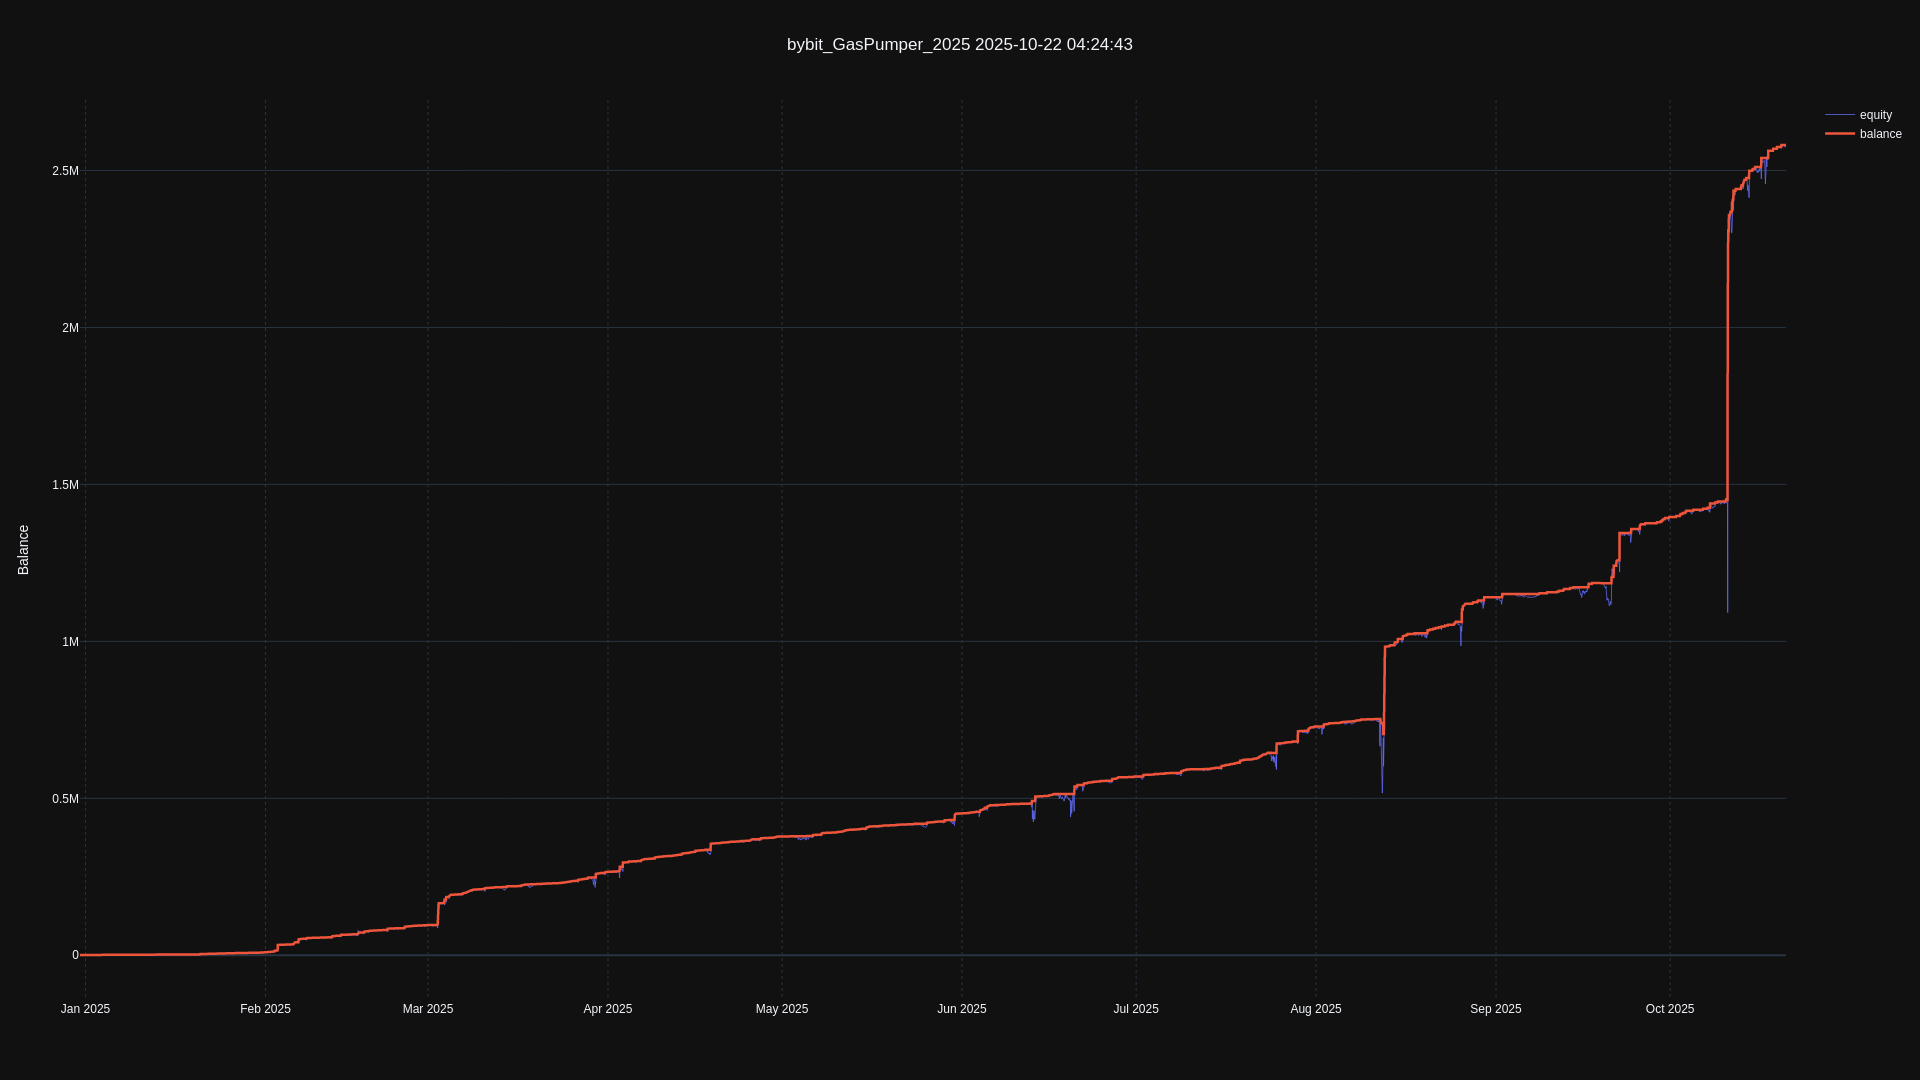 bybit_GasPumper_2025 2025-10-22 04:24:43
equity
balance
2.5M
2M
1.5M
1M
0.5M
0
Balance
Jan 2025
Feb 2025
Mar 2025
Apr 2025
May 2025
Jun 2025
Jul 2025
Aug 2025
Sep 2025
Oct 2025